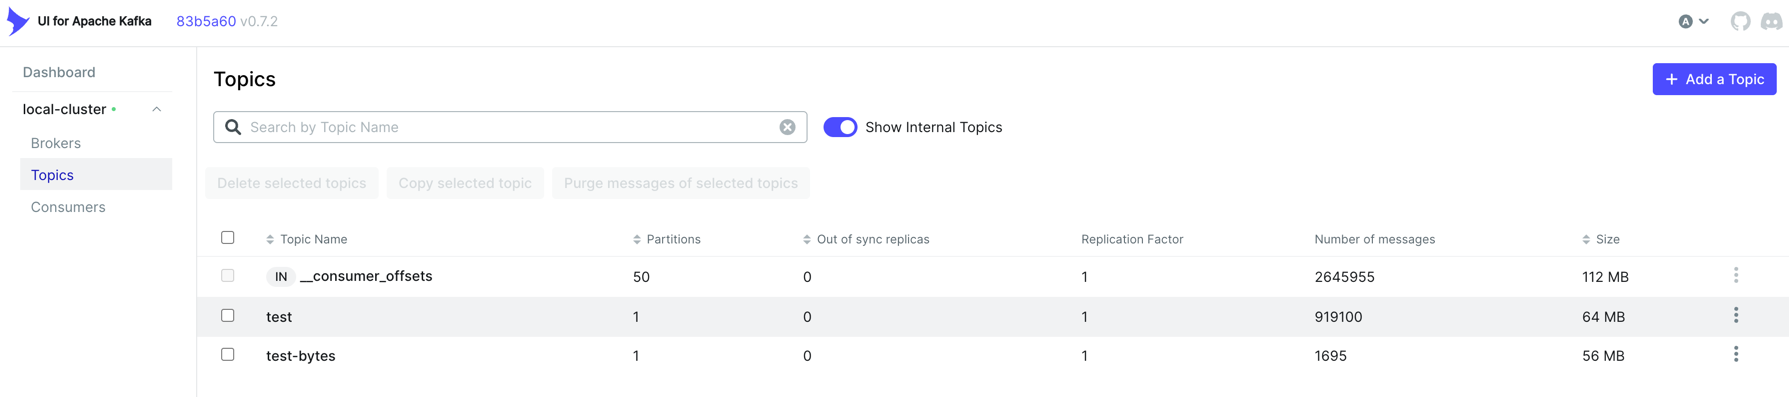 UI for Apache Kafka 83b5a60 v0.7.2 A
Dashboard
local-cluster
Brokers
Topics
Consumers
Topics
+ Add a Topic
Search by Topic Name
Show Internal Topics
Delete selected topics Copy selected topic Purge messages of selected topics
Topic Name Partitions Out of sync replicas Replication Factor Number of messages Size
IN __consumer_offsets 50 0 1 2645955 112 MB
test 1 0 1 919100 64 MB
test-bytes 1 0 1 1695 56 MB